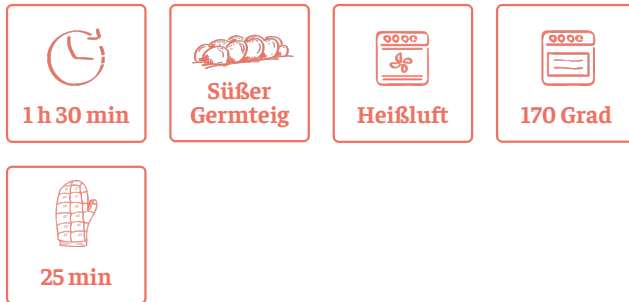 1 h 30 min
Süßer
Germteig
Heißluft
170 Grad
25 min